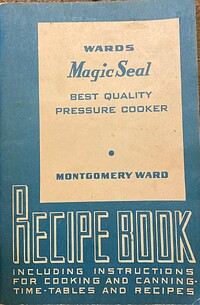 WARDS
Magic Seal
BEST QUALITY
PRESSURE COOKER
MONTGOMERY WARD
RECIPE BOOK
INCLUDING INSTRUCTIONS
FOR COOKING AND CANNING-
TIME-TABLES AND RECIPES